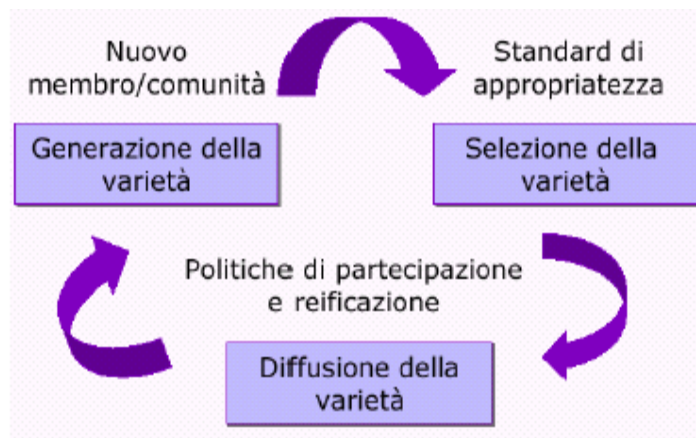 Nuovo
membro/comunità
Generazione della
varietà
Standard di
appropriatezza
Selezione della
varietà
Politiche di partecipazione
e reificazione
Diffusione della
varietà